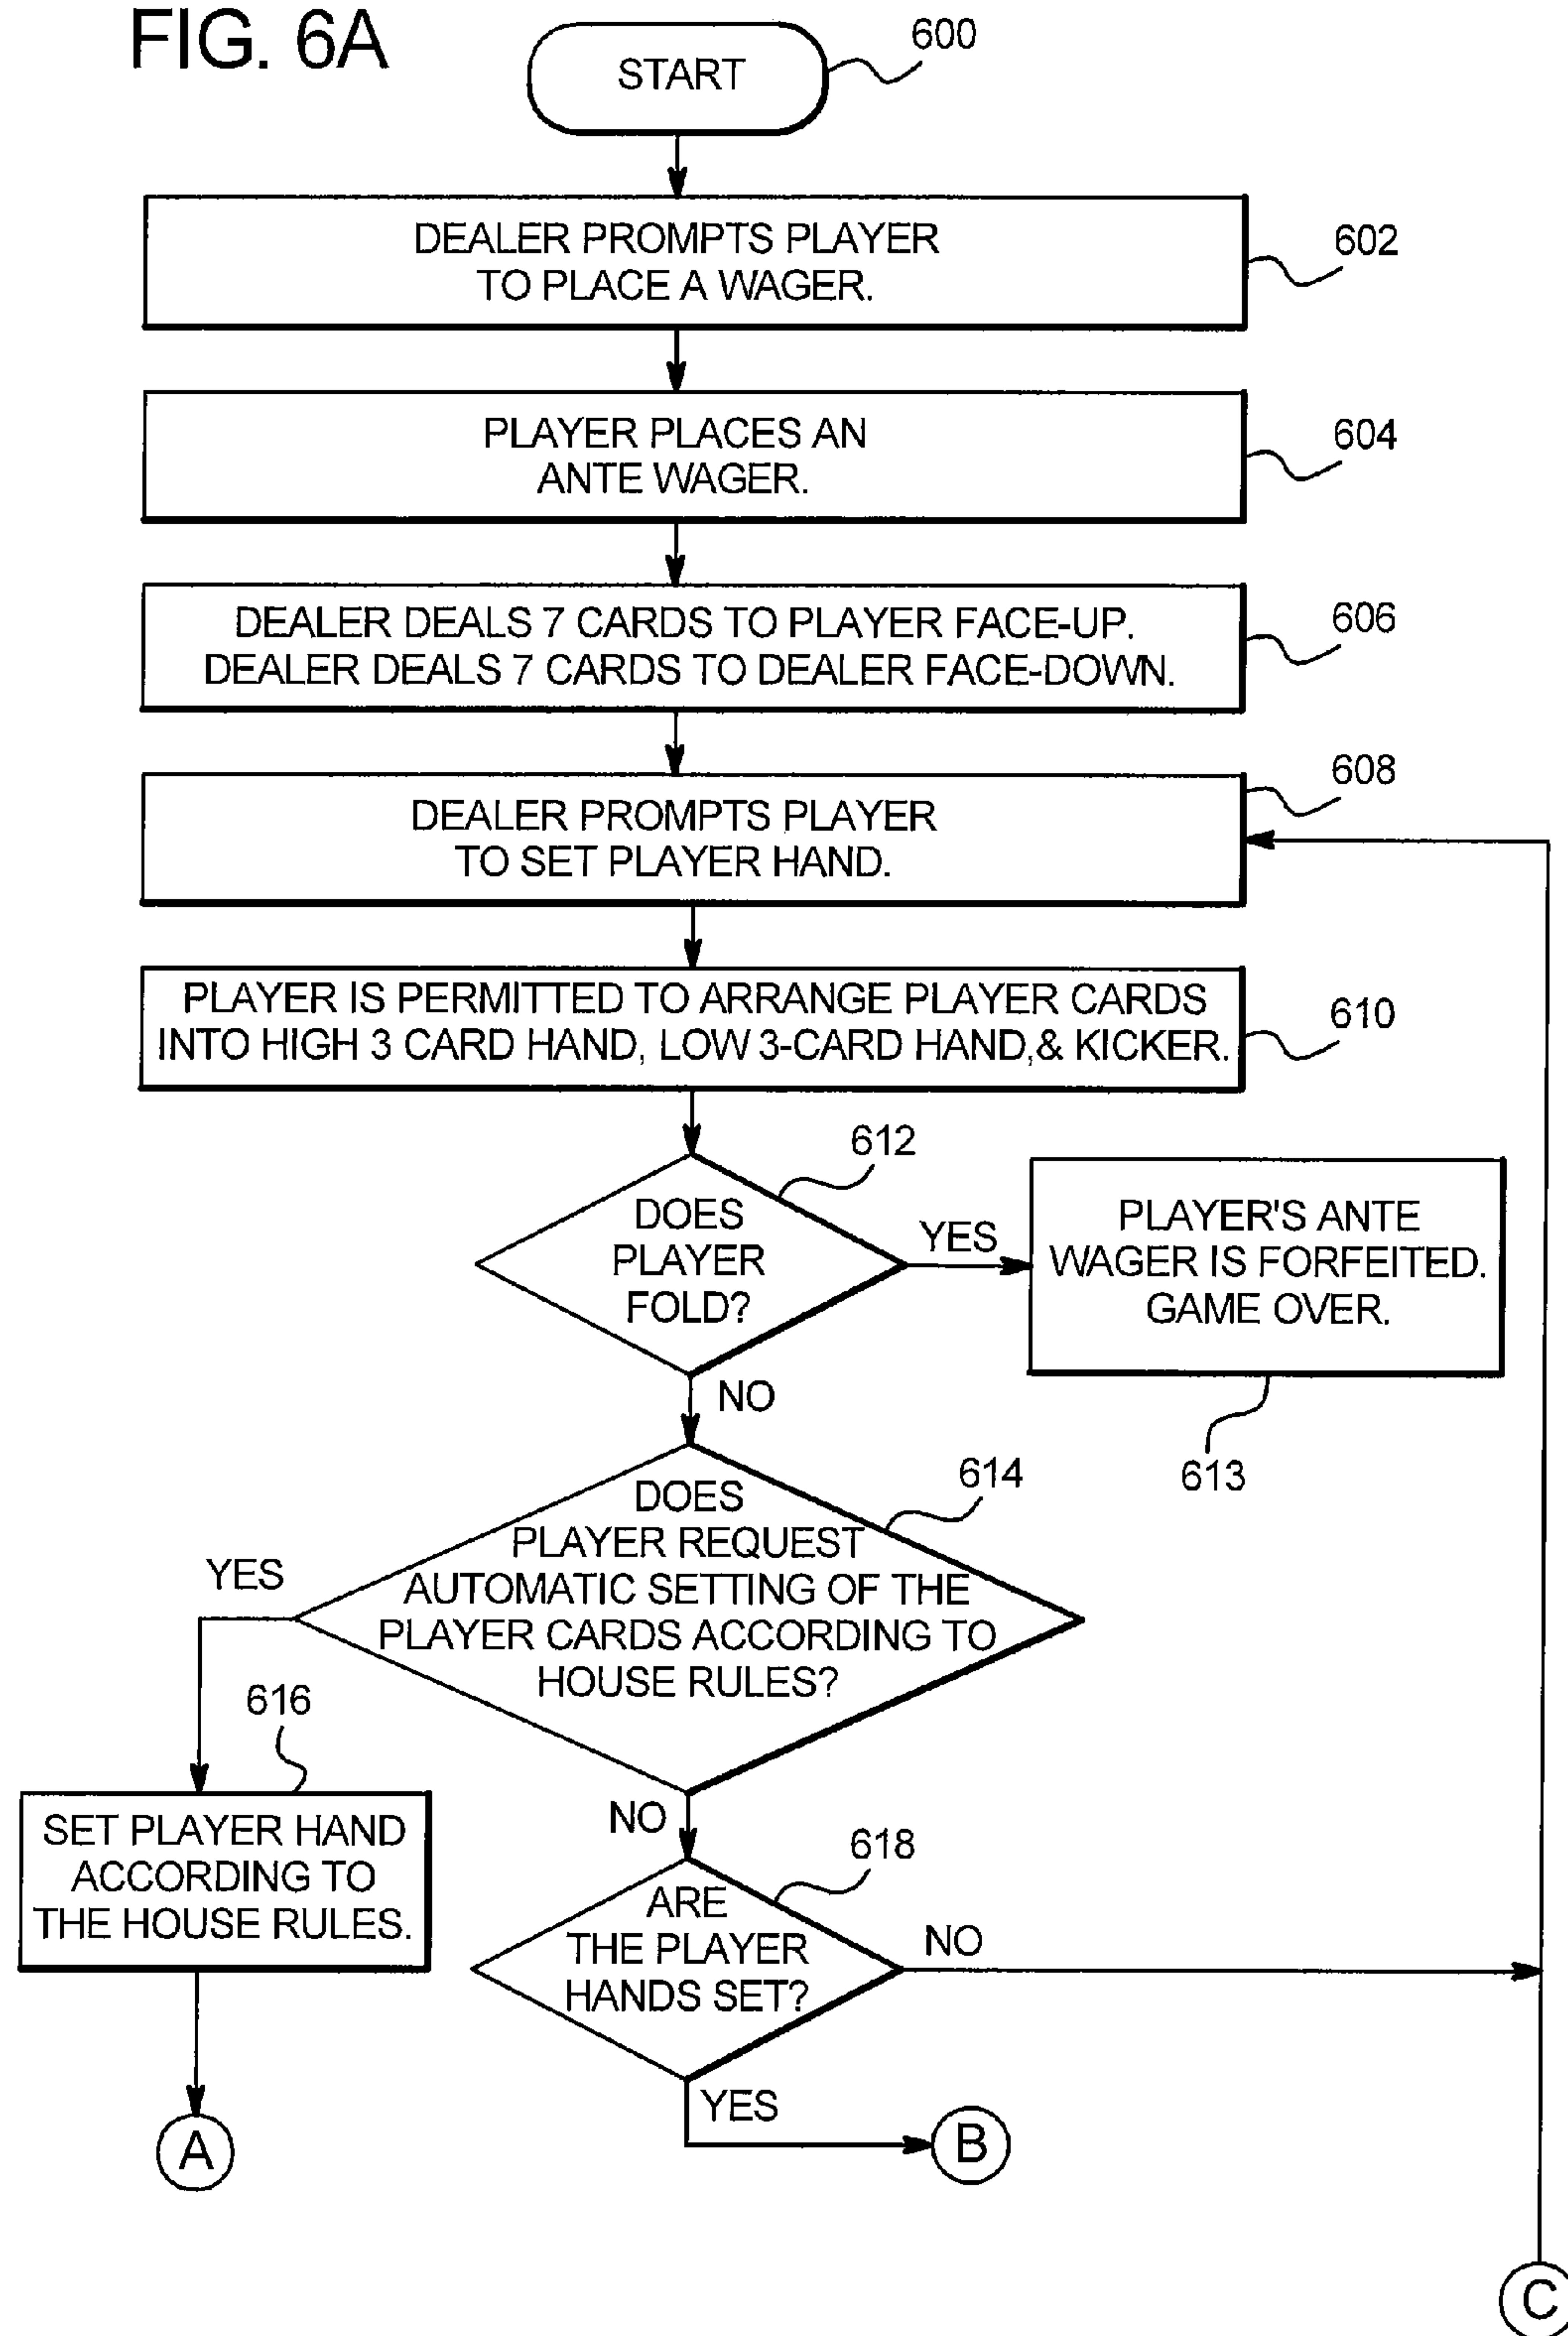 FIG. 6A
START
600
DEALER PROMPTS PLAYER
TO PLACE A WAGER.
602
PLAYER PLACES AN
ANTE WAGER.
604
DEALER DEALS 7 CARDS TO PLAYER FACE-UP.
DEALER DEALS 7 CARDS TO DEALER FACE-DOWN.
606
DEALER PROMPTS PLAYER
TO SET PLAYER HAND.
608
PLAYER IS PERMITTED TO ARRANGE PLAYER CARDS
INTO HIGH 3 CARD HAND, LOW 3-CARD HAND,& KICKER.
610
612
DOES
PLAYER
FOLD?
YES
PLAYER'S ANTE
WAGER IS FORFEITED.
GAME OVER.
613
NO
614
DOES
PLAYER REQUEST
AUTOMATIC SETTING OF THE
PLAYER CARDS ACCORDING TO
HOUSE RULES?
YES
616
SET PLAYER HAND
ACCORDING TO
THE HOUSE RULES.
NO
618
ARE
THE PLAYER
HANDS SET?
NO
YES
A
B
C